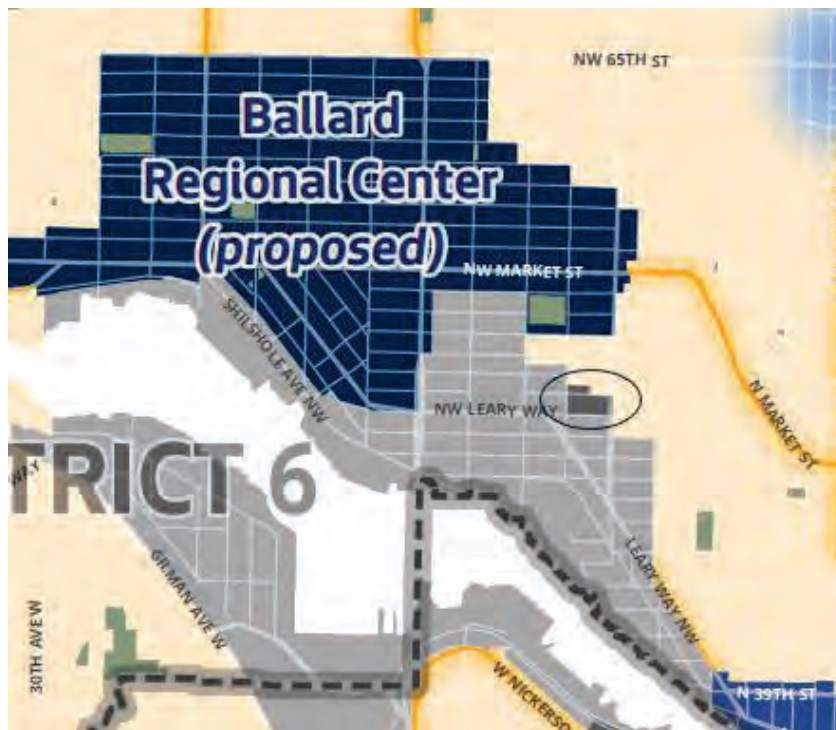 NW 65TH ST
Ballard
Regional Center
(proposed)
NW MARKET ST
SHILSHOLE AVE NW
N MARKET ST
NW LEARY WAY
TRICT 6
WAY
GILMAN AVE W
LEARY WAY NW
30TH AVE W
W NICKERSO
N 39TH ST